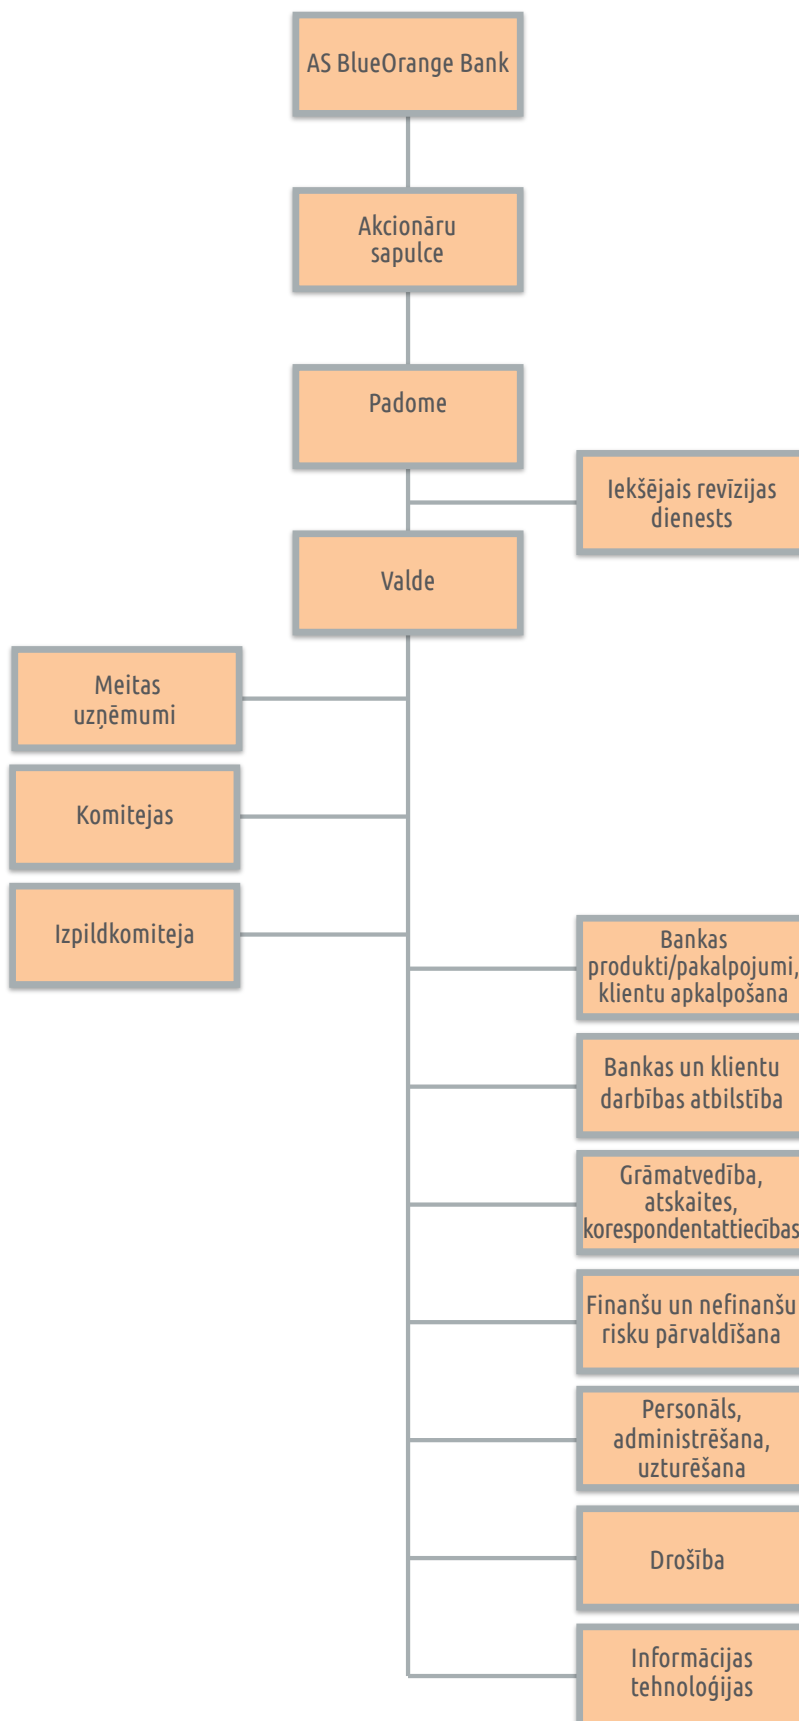 AS BlueOrange Bank
Akcionāru
sapulce
Padome
Iekšējais revīzijas
dienests
Valde
Meitas
uzņēmumi
Komitejas
Izpildkomiteja
Bankas
produkti/pakalpojumi,
klientu apkalpošana
Bankas un klientu
darbības atbilstība
Grāmatvedība,
atskaites,
korespondentattiecības
Finanšu un nefinanšu
risku pārvaldīšana
Personāls,
administrēšana,
uzturēšana
Drošība
Informācijas
tehnoloģijas